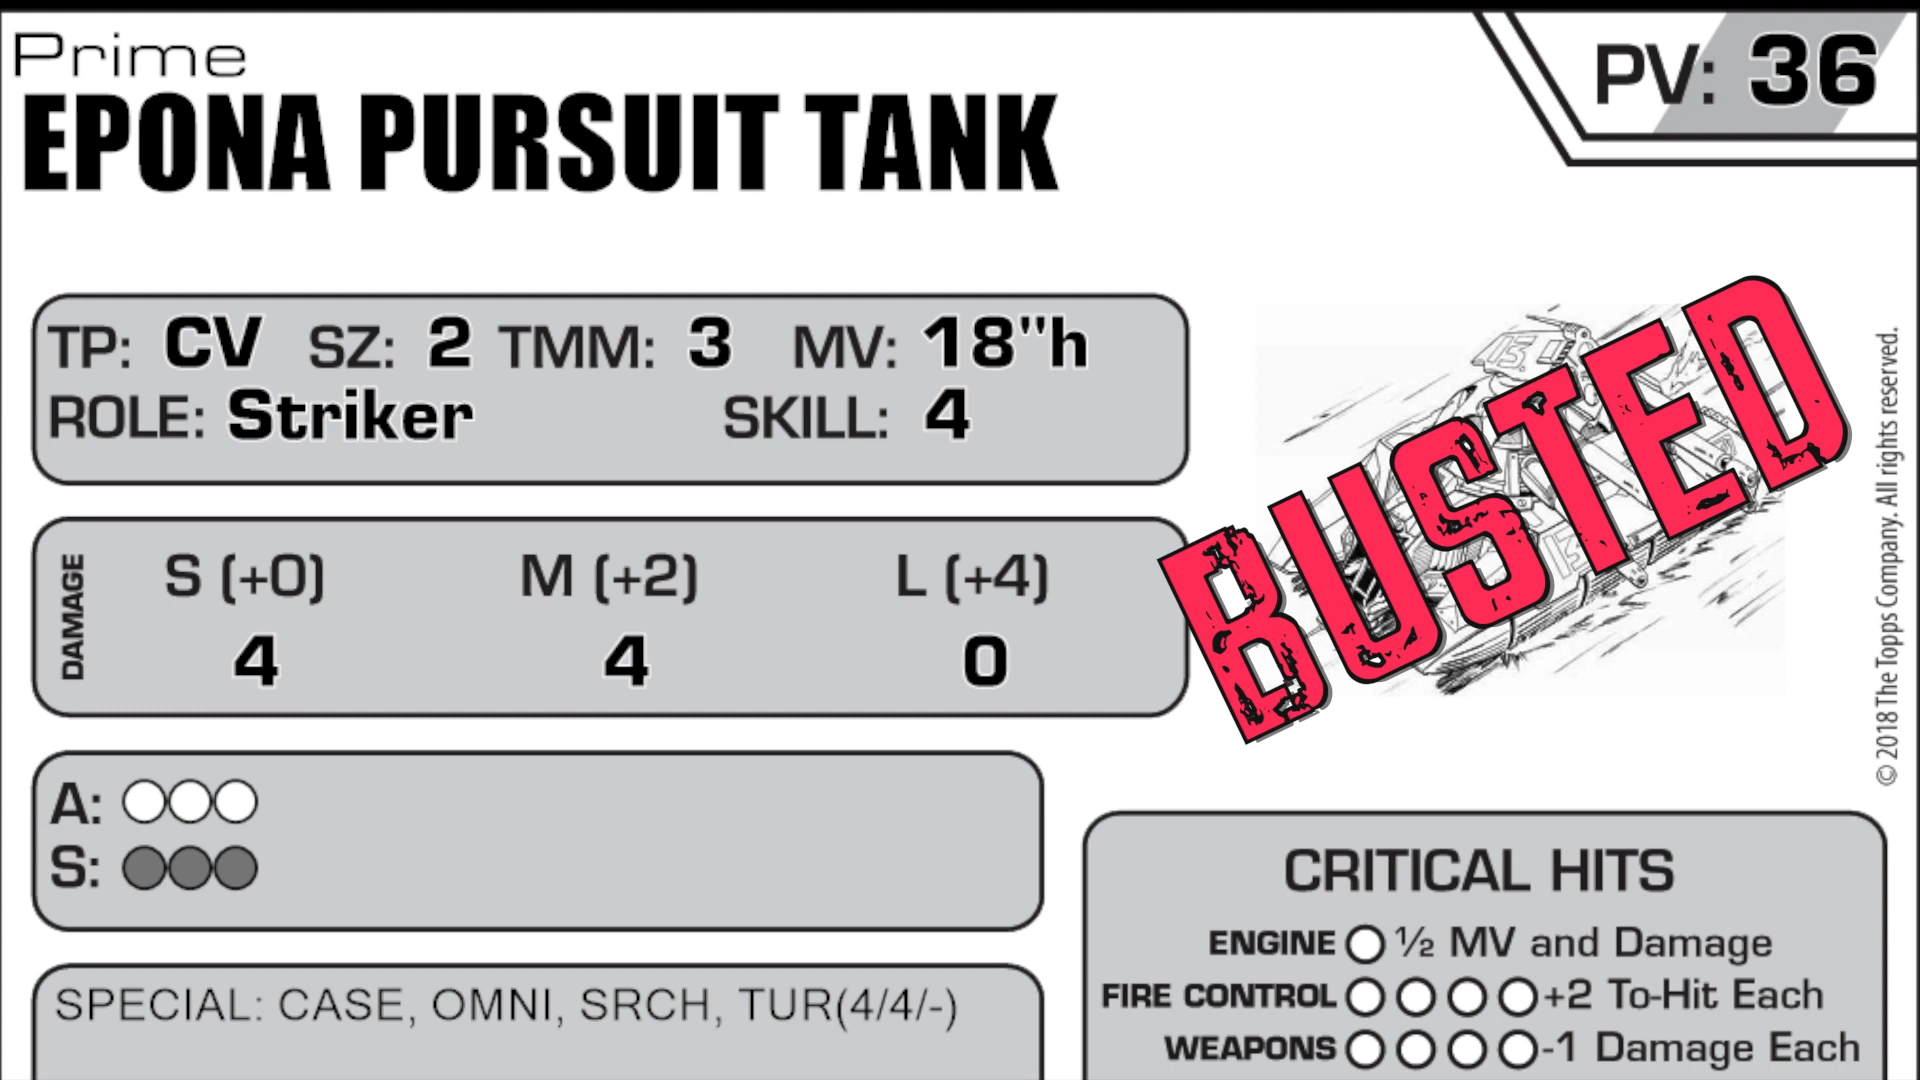 Prime
EPONA PURSUIT TANK
PV: 36
TP: CV SZ: 2 TMM: 3 MV: 18"h
ROLE: Striker SKILL: 4
DAMAGE
S (+0) M (+2) L (+4)
4 4 0
A:
S:
SPECIAL: CASE, OMNI, SRCH, TUR(4/4/-)
BUSTED
13
13
© 2018 The Topps Company. All rights reserved.
CRITICAL HITS
ENGINE ½ MV and Damage
FIRE CONTROL +2 To-Hit Each
WEAPONS -1 Damage Each